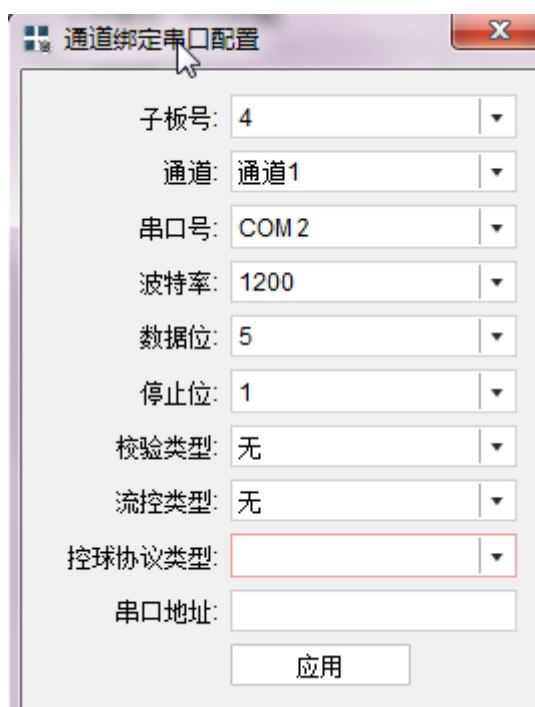 通道绑定串口配置
子板号: 4
通道: 通道1
串口号: COM2
波特率: 1200
数据位: 5
停止位: 1
校验类型: 无
流控类型: 无
控球协议类型:
串口地址:
应用